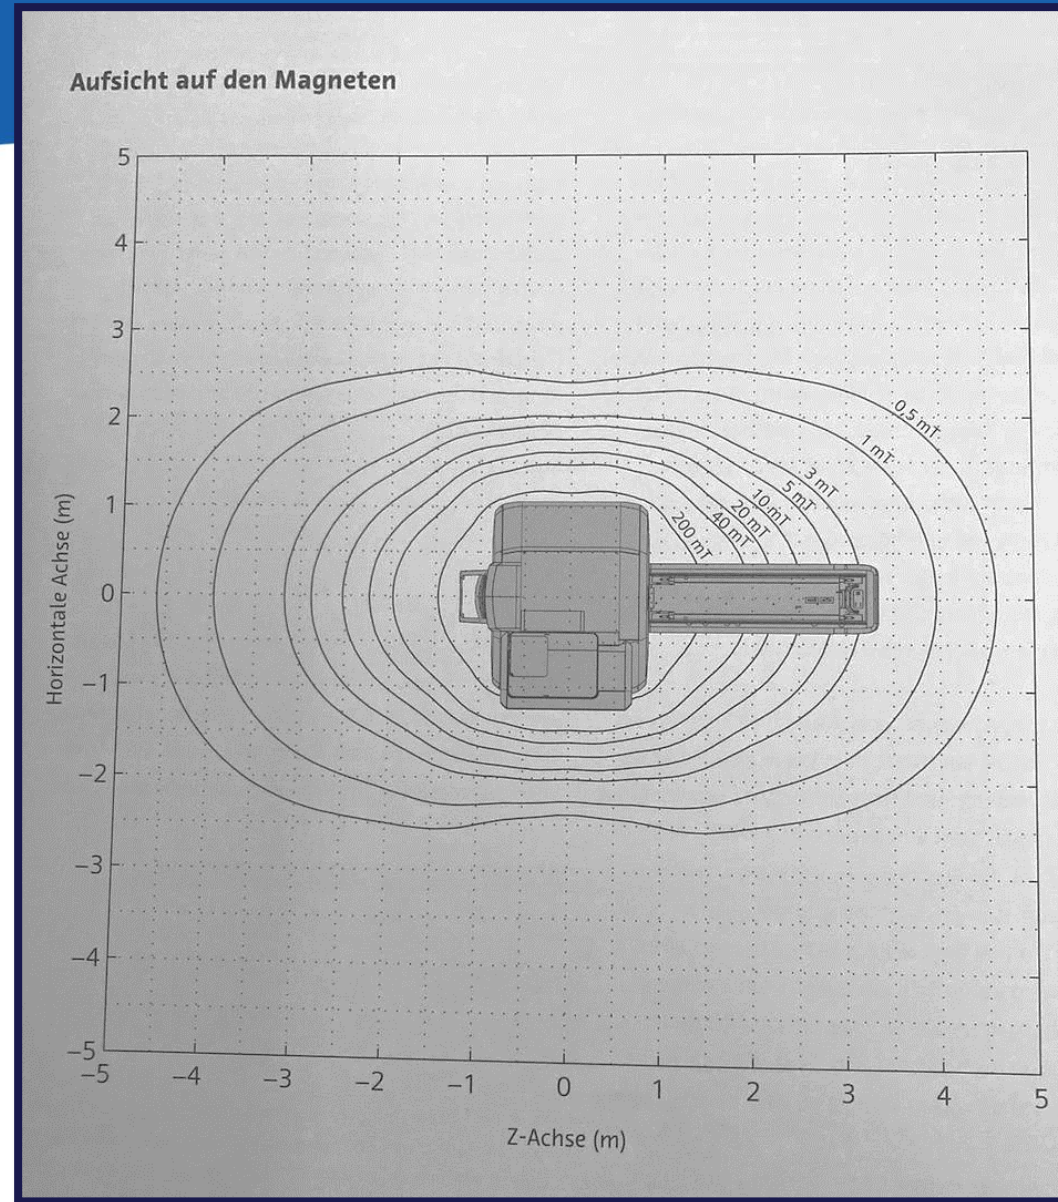 Aufsicht auf den Magneten
5
4
3
2
1
0
−1
−2
−3
−4
−5
Horizontale Achse (m)
0,5 mT
1 mT
3 mT
5 mT
10 mT
20 mT
40 mT
200 mT
−5 −4 −3 −2 −1 0 1 2 3 4 5
Z-Achse (m)